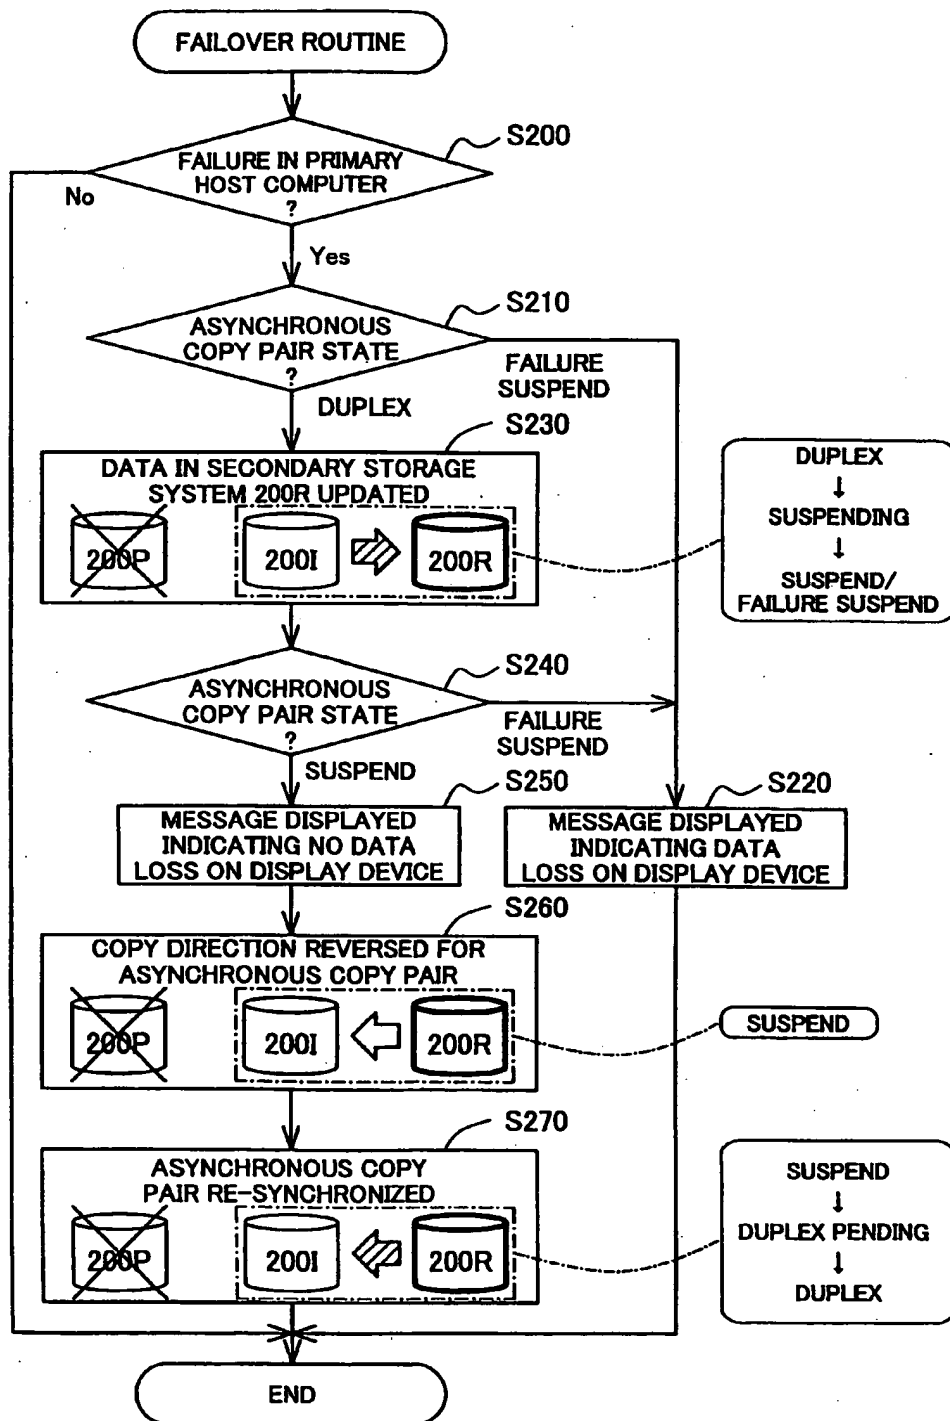 FAILOVER ROUTINE
S200
FAILURE IN PRIMARY
HOST COMPUTER
?
No
Yes
S210
ASYNCHRONOUS
COPY PAIR STATE
?
FAILURE
SUSPEND
DUPLEX
S230
DATA IN SECONDARY STORAGE
SYSTEM 200R UPDATED
200P
200I
200R
DUPLEX
↓
SUSPENDING
↓
SUSPEND/
FAILURE SUSPEND
S240
ASYNCHRONOUS
COPY PAIR STATE
?
FAILURE
SUSPEND
SUSPEND
S250
MESSAGE DISPLAYED
INDICATING NO DATA
LOSS ON DISPLAY DEVICE
S220
MESSAGE DISPLAYED
INDICATING DATA
LOSS ON DISPLAY DEVICE
S260
COPY DIRECTION REVERSED FOR
ASYNCHRONOUS COPY PAIR
200P
200I
200R
SUSPEND
S270
ASYNCHRONOUS COPY
PAIR RE-SYNCHRONIZED
200P
200I
200R
SUSPEND
↓
DUPLEX PENDING
↓
DUPLEX
END